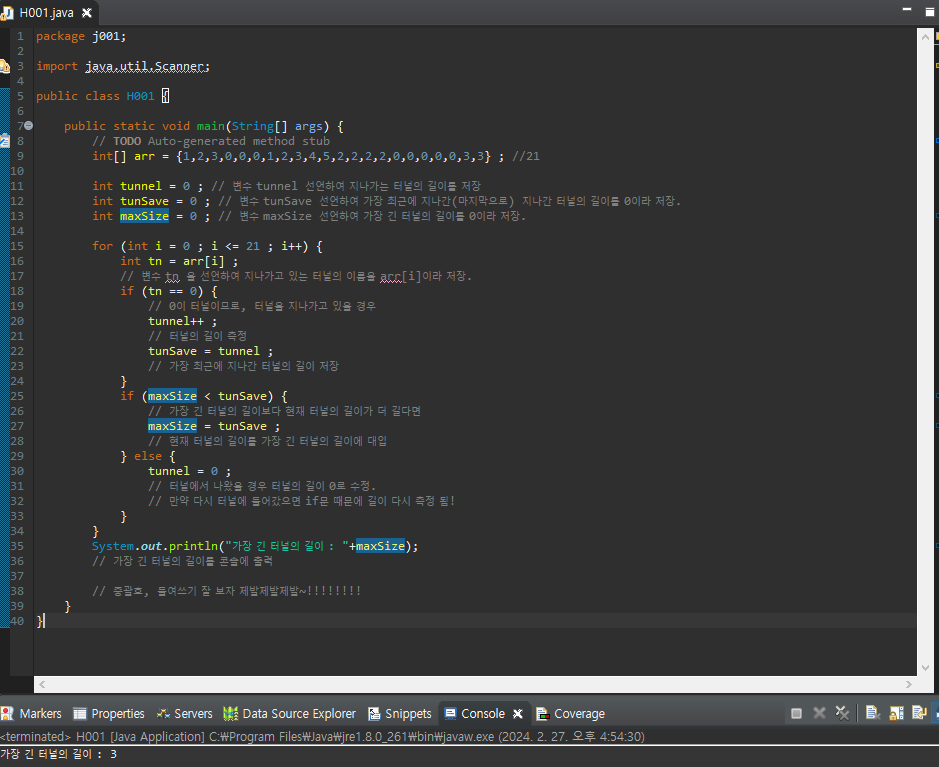 H001.java
1 package j001;
2
3 import java.util.Scanner;
4
5 public class H001 {
6
7 public static void main(String[] args) {
8 // TODO Auto-generated method stub
9 int[] arr = {1,2,3,0,0,0,1,2,3,4,5,2,2,2,2,0,0,0,0,0,3,3} ; //21
10
11 int tunnel = 0 ; // 변수 tunnel 선언하여 지나가는 터널의 길이를 저장
12 int tunSave = 0 ; // 변수 tunSave 선언하여 가장 최근에 지나간(마지막으로) 지나간 터널의 길이를 0이라 저장.
13 int maxSize = 0 ; // 변수 maxSize 선언하여 가장 긴 터널의 길이를 0이라 저장.
14
15 for (int i = 0 ; i <= 21 ; i++) {
16 int tn = arr[i] ;
17 // 변수 tn 을 선언하여 지나가고 있는 터널의 이름을 arr[i]이라 저장.
18 if (tn == 0) {
19 // 0이 터널이므로, 터널을 지나가고 있을 경우
20 tunnel++ ;
21 // 터널의 길이 측정
22 tunSave = tunnel ;
23 // 가장 최근에 지나간 터널의 길이 저장
24 }
25 if (maxSize < tunSave) {
26 // 가장 긴 터널의 길이보다 현재 터널의 길이가 더 길다면
27 maxSize = tunSave ;
28 // 현재 터널의 길이를 가장 긴 터널의 길이에 대입
29 } else {
30 tunnel = 0 ;
31 // 터널에서 나왔을 경우 터널의 길이 0로 수정.
32 // 만약 다시 터널에 들어갔으면 if문 때문에 길이 다시 측정 됨!
33 }
34 }
35 System.out.println("가장 긴 터널의 길이 : "+maxSize);
36 // 가장 긴 터널의 길이를 콘솔에 출력
37
38 // 중괄호, 들여쓰기 잘 보자 제발제발제발~!!!!!!!!
39 }
40 }
Markers Properties Servers Data Source Explorer Snippets Console Coverage
<terminated> H001 [Java Application] C:₩Program Files₩Java₩jre1.8.0_261₩bin₩javaw.exe (2024. 2. 27. 오후 4:54:30)
가장 긴 터널의 길이 : 3